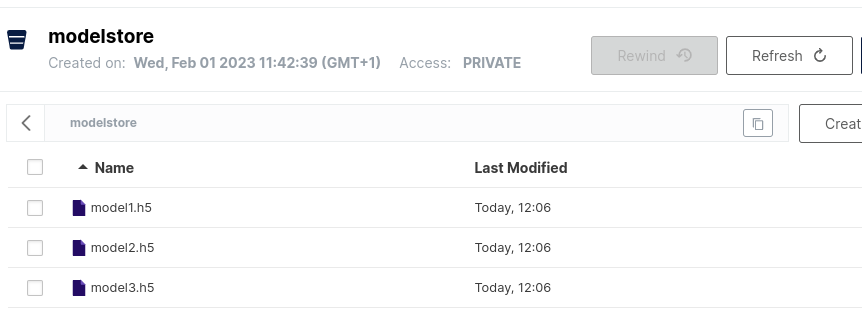 modelstore
Created on: Wed, Feb 01 2023 11:42:39 (GMT+1) Access: PRIVATE
Rewind
Refresh
modelstore
Creat
Name Last Modified
model1.h5 Today, 12:06
model2.h5 Today, 12:06
model3.h5 Today, 12:06